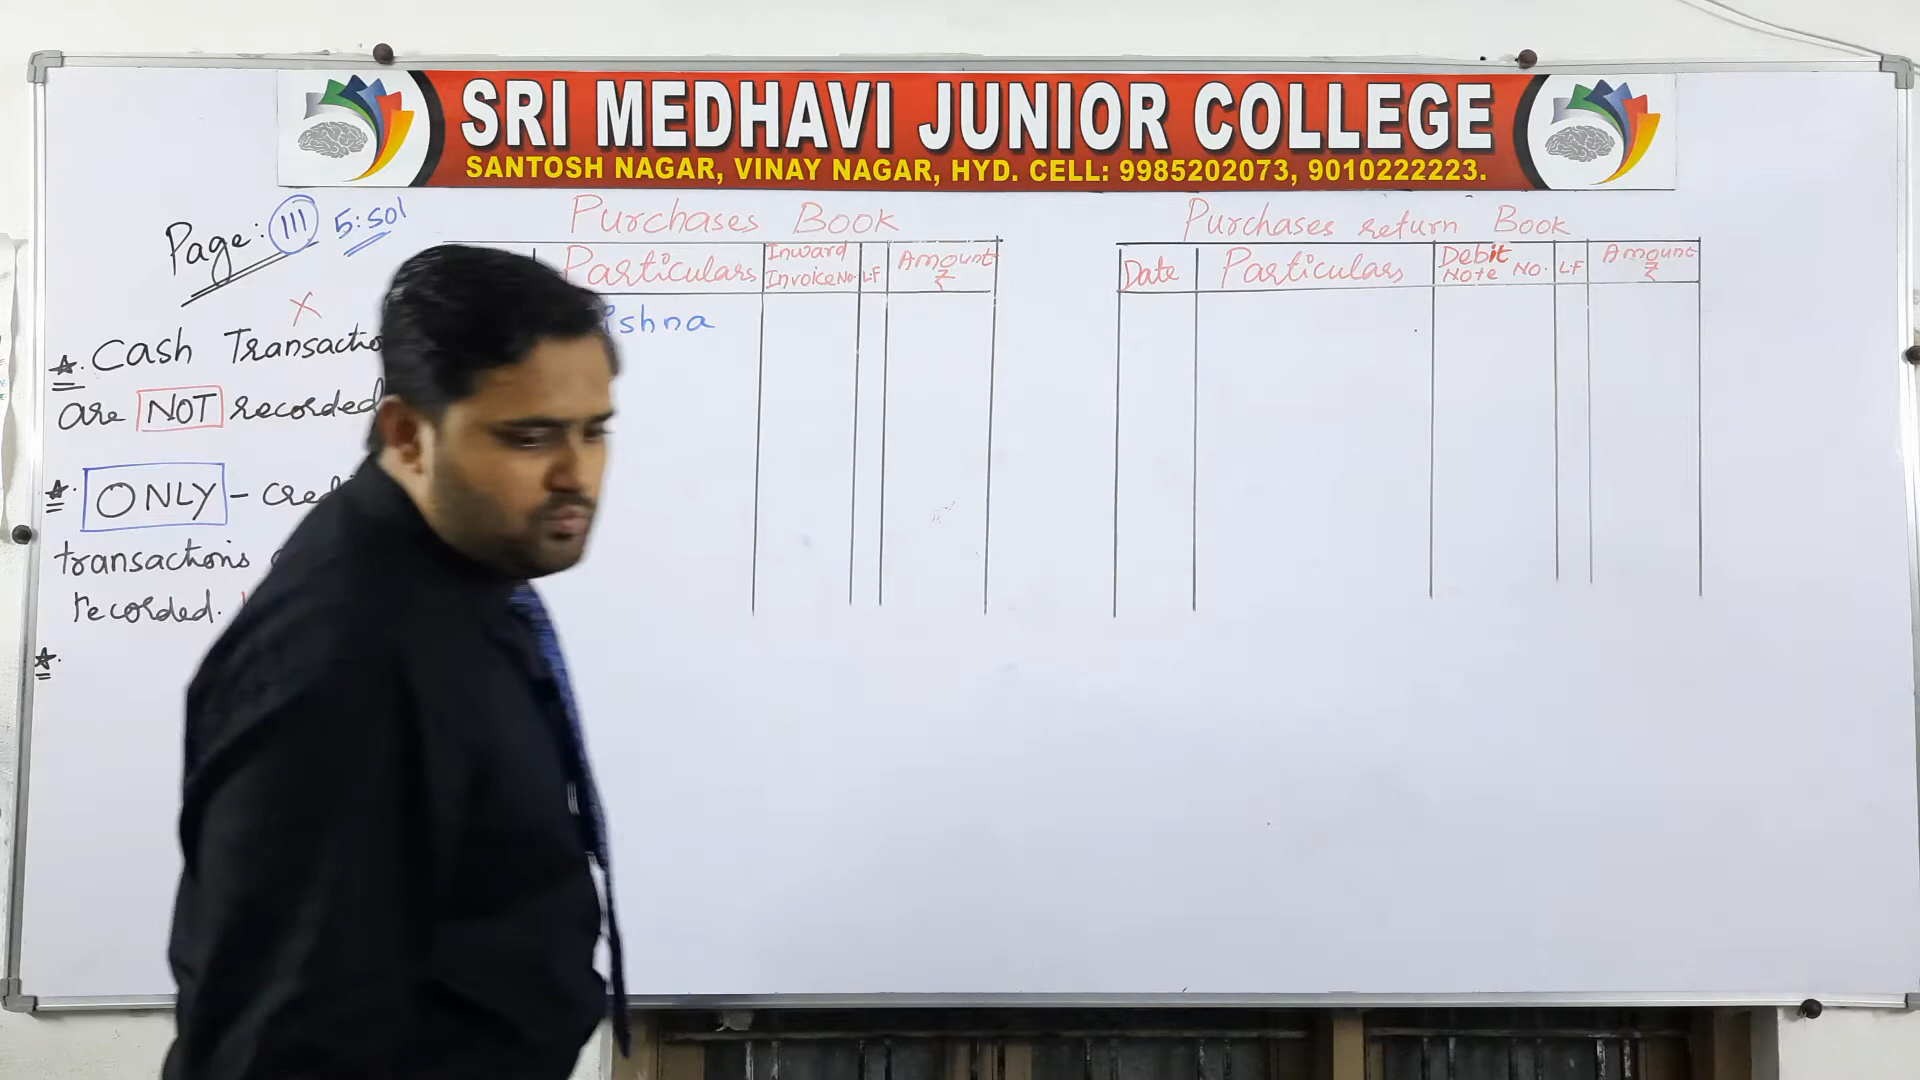 SRI MEDHAVI JUNIOR COLLEGE
SANTOSH NAGAR, VINAY NAGAR, HYD. CELL: 9985202073, 9010222223.
Page: 111 5:sol
X
★. Cash Transactio
are NOT recorded
★. ONLY - cred
transactions
recorded.
★.
Purchases Book
Particulars Inward Invoice No. L.F Amount ₹
ishna
Purchases return Book
Date Particulars Debit Note No. L.F Amount ₹